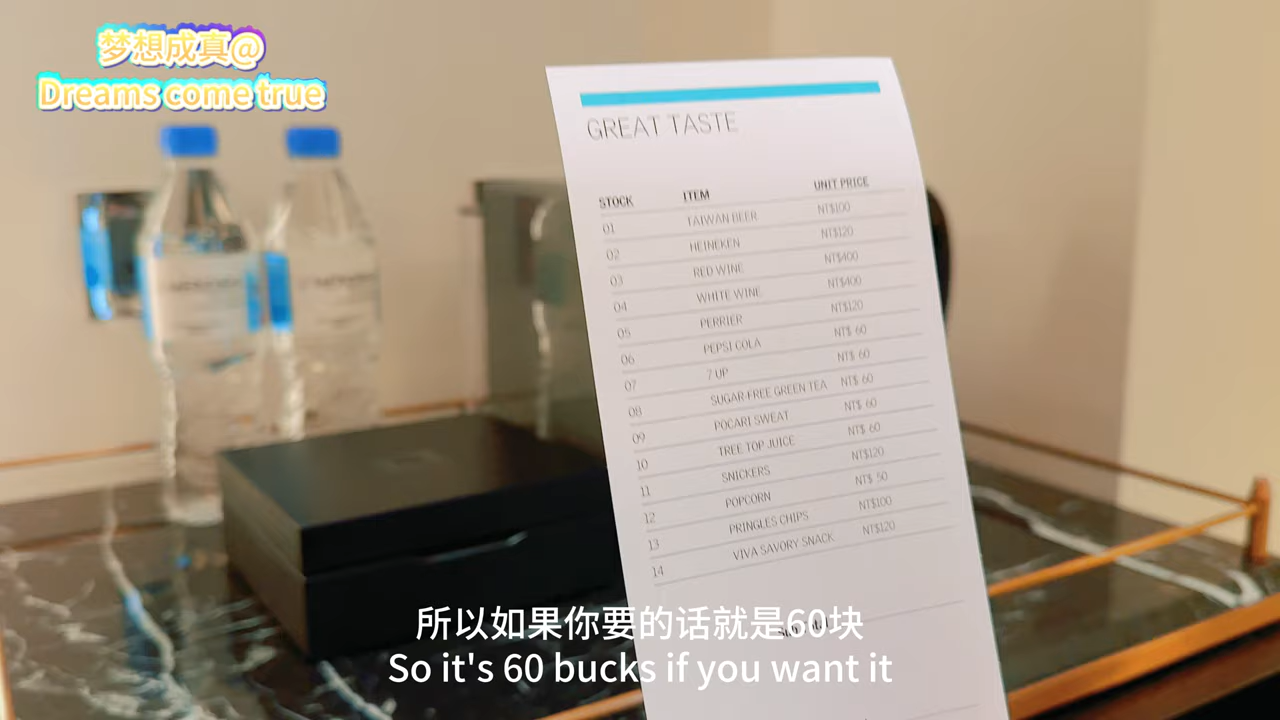 梦想成真@
Dreams come true
GREAT TASTE
STOCK ITEM UNIT PRICE
01 TAIWAN BEER NT$100
02 HEINEKEN NT$120
03 RED WINE NT$400
04 WHITE WINE NT$400
05 PERRIER NT$120
06 PEPSI COLA NT$ 60
07 7 UP NT$ 60
08 SUGAR-FREE GREEN TEA NT$ 60
09 POCARI SWEAT NT$ 60
10 TREE TOP JUICE NT$ 60
11 SNICKERS NT$120
12 POPCORN NT$ 50
13 PRINGLES CHIPS NT$100
14 VIVA SAVORY SNACK NT$120
所以如果你要的话就是60块
So it's 60 bucks if you want it